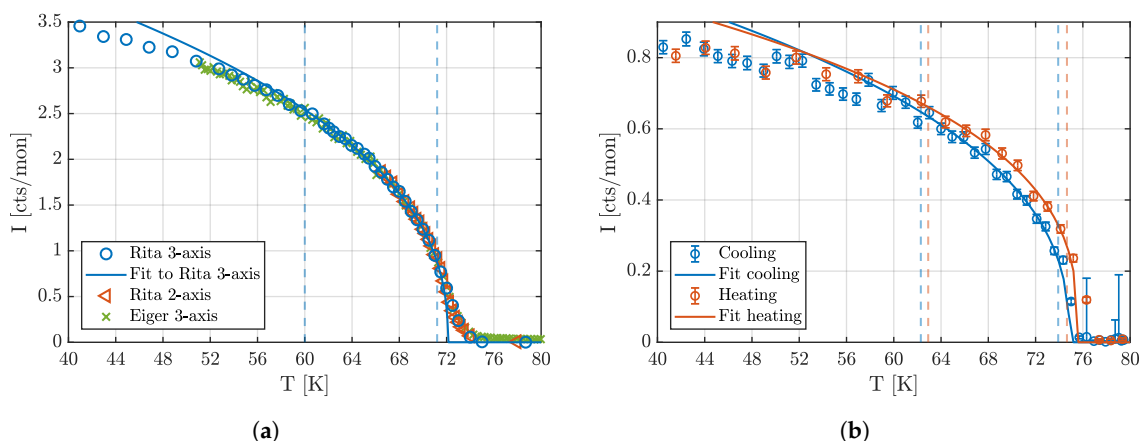 3.5
3
2.5
2
1.5
1
0.5
0
I [cts/mon]
Rita 3-axis
Fit to Rita 3-axis
Rita 2-axis
Eiger 3-axis
40 44 48 52 56 60 64 68 72 76 80
T [K]
(a)
0.8
0.6
0.4
0.2
0
I [cts/mon]
Cooling
Fit cooling
Heating
Fit heating
40 44 48 52 56 60 64 68 72 76 80
T [K]
(b)